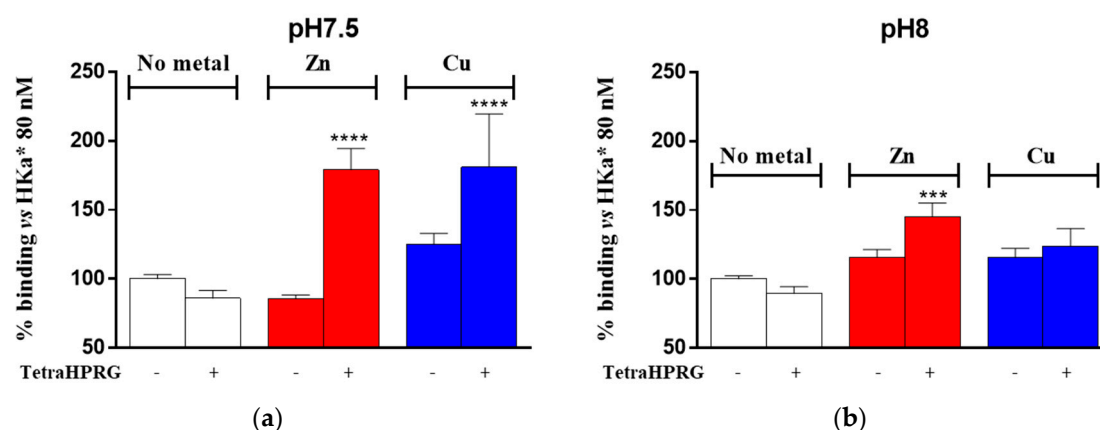 pH7.5
No metal Zn Cu
250
200
150
100
50
% binding vs HKa* 80 nM
**** ****
TetraHPRG - + - + - +
(a)
pH8
250
200
150
100
50
% binding vs HKa* 80 nM
No metal Zn Cu
***
TetraHPRG - + - + - +
(b)